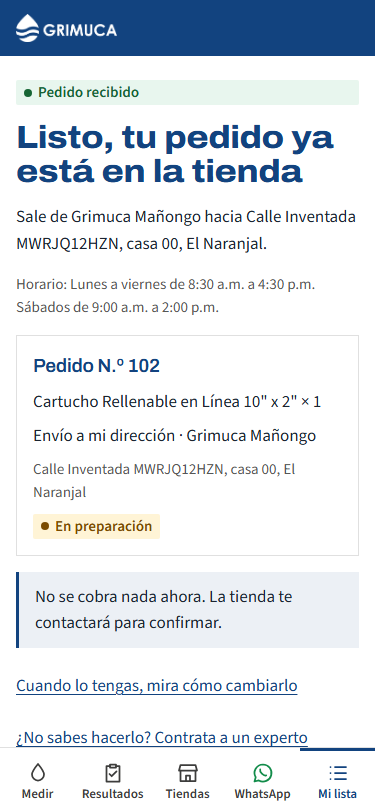 GRIMUCA
Pedido recibido
Listo, tu pedido ya
está en la tienda
Sale de Grimuca Mañongo hacia Calle Inventada
MWRJQ12HZN, casa 00, El Naranjal.
Horario: Lunes a viernes de 8:30 a.m. a 4:30 p.m.
Sábados de 9:00 a.m. a 2:00 p.m.
Pedido N.º 102
Cartucho Rellenable en Línea 10" x 2" × 1
Envío a mi dirección · Grimuca Mañongo
Calle Inventada MWRJQ12HZN, casa 00, El
Naranjal
En preparación
No se cobra nada ahora. La tienda te
contactará para confirmar.
Cuando lo tengas, mira cómo cambiarlo
¿No sabes hacerlo? Contrata a un experto
Medir Resultados Tiendas WhatsApp Mi lista